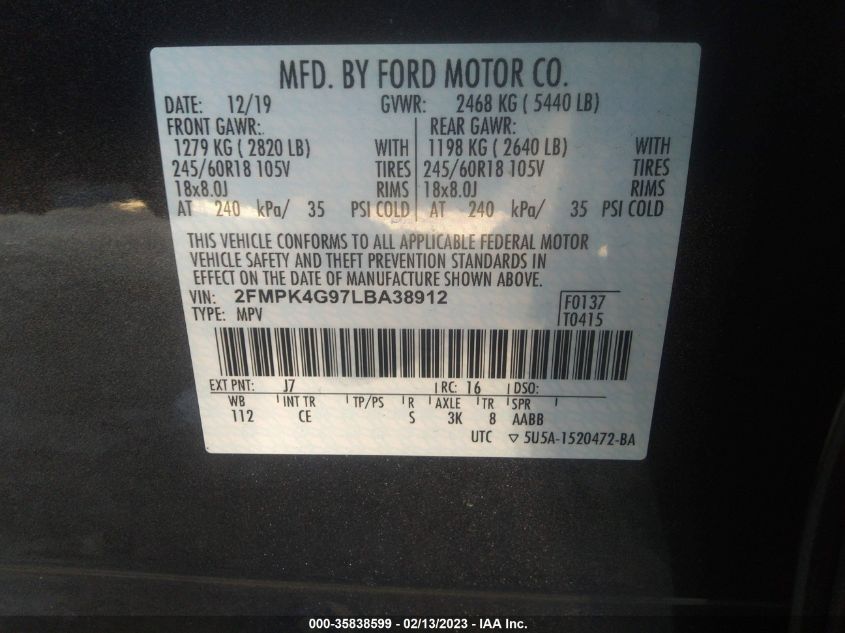 MFD. BY FORD MOTOR CO.
DATE: 12/19 GVWR: 2468 KG ( 5440 LB)
FRONT GAWR: REAR GAWR:
1279 KG ( 2820 LB) WITH 1198 KG ( 2640 LB) WITH
245/60R18 105V TIRES 245/60R18 105V TIRES
18x8.0J RIMS 18x8.0J RIMS
AT 240 kPa/ 35 PSI COLD AT 240 kPa/ 35 PSI COLD
THIS VEHICLE CONFORMS TO ALL APPLICABLE FEDERAL MOTOR
VEHICLE SAFETY AND THEFT PREVENTION STANDARDS IN
EFFECT ON THE DATE OF MANUFACTURE SHOWN ABOVE.
VIN: 2FMPK4G97LBA38912 F0137
TYPE: MPV T0415
EXT PNT: J7 RC: 16 DSO:
WB INT TR TP/PS R AXLE TR SPR
112 CE S 3K 8 AABB
UTC ▽ 5U5A-1520472-BA
000-35838599 - 02/13/2023 - IAA Inc.